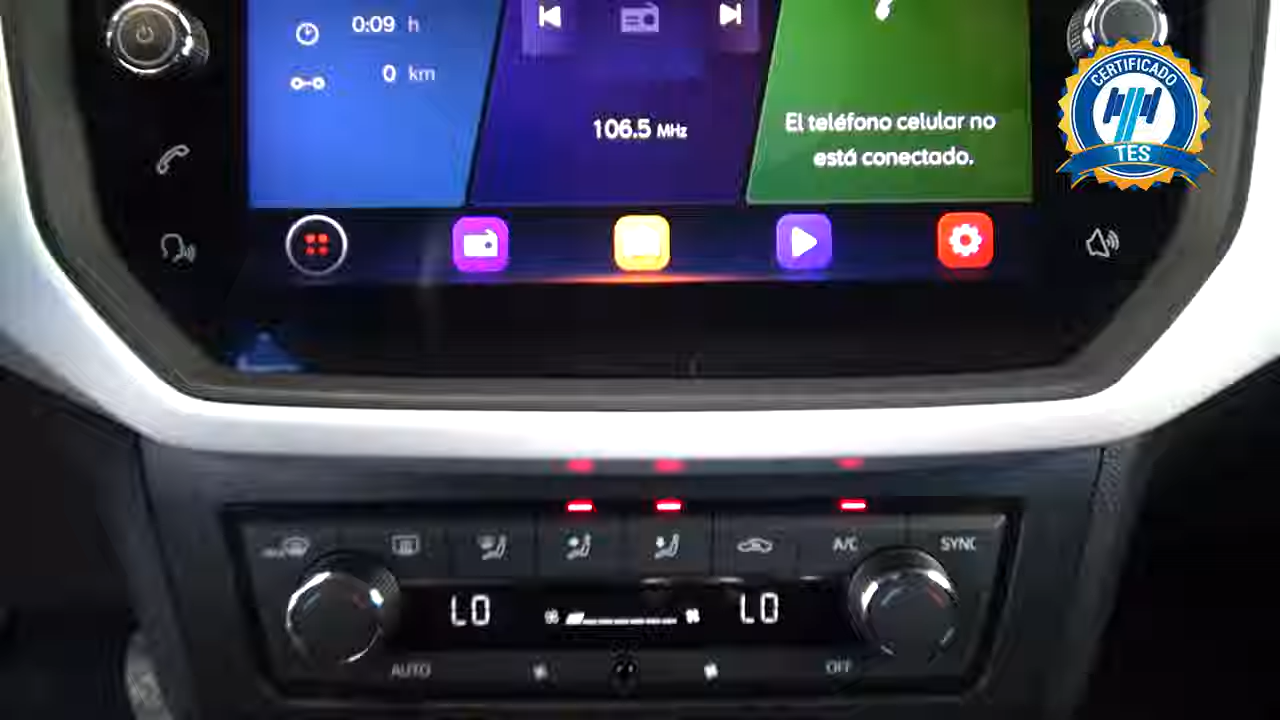 0:09 h
0 km
106.5 MHz
El teléfono celular no
está conectado.
CERTIFICADO
TES
A/C
SYNC
LO
LO
AUTO
OFF